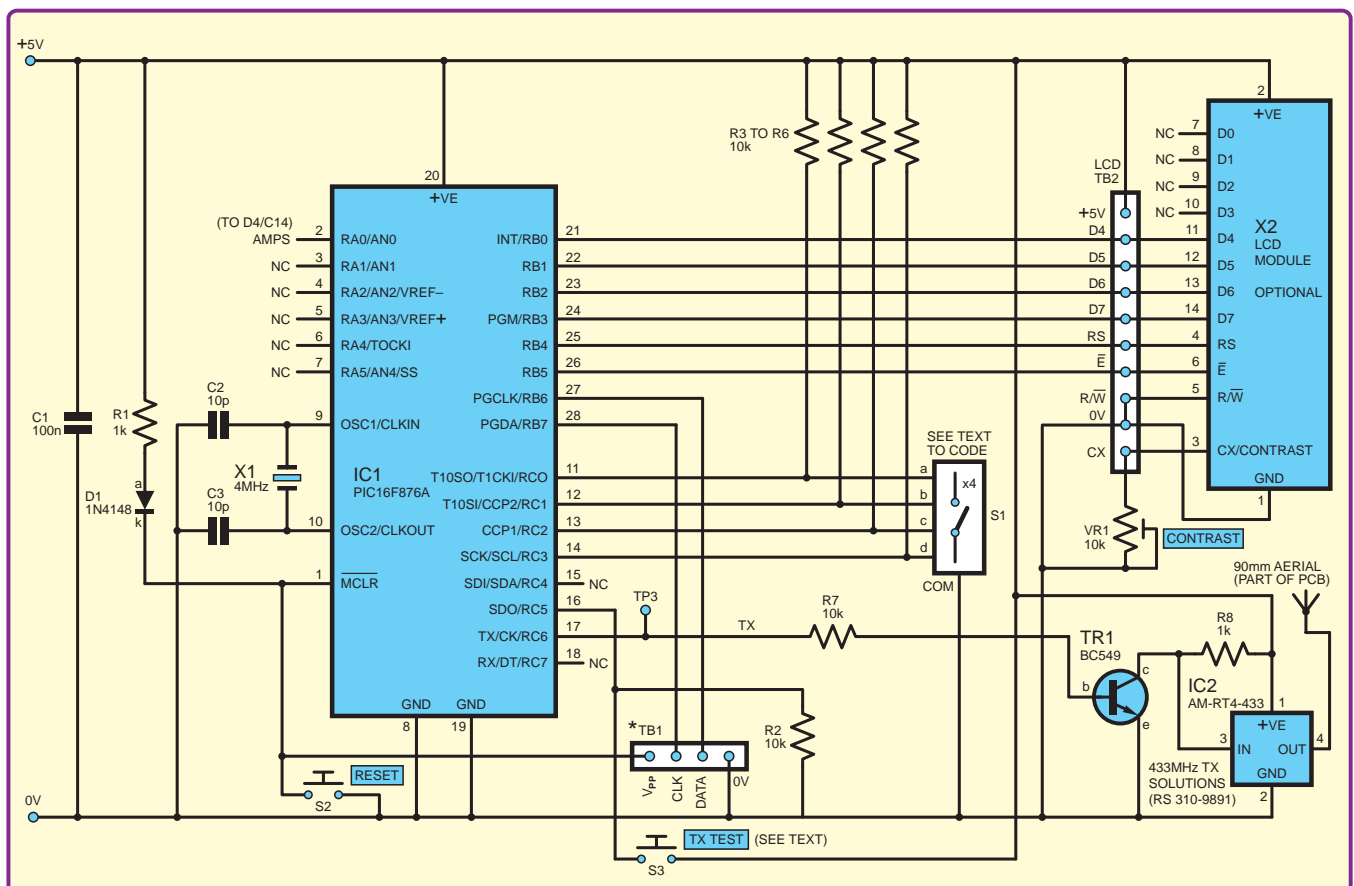 +5V
2
+VE
7
NC
D0
8
NC
D1
9
NC
D2
10
NC
D3
R3 TO R6
10k
LCD
TB2
20
+VE
(TO D4/C14)
AMPS
2
RA0/AN0
NC
3
RA1/AN1
NC
4
RA2/AN2/VREF–
NC
5
RA3/AN3/VREF+
NC
6
RA4/TOCKI
NC
7
RA5/AN4/SS
9
OSC1/CLKIN
10
OSC2/CLKOUT
1
MCLR
IC1
PIC16F876A
INT/RB0
21
RB1
22
RB2
23
PGM/RB3
24
RB4
25
RB5
26
PGCLK/RB6
27
PGDA/RB7
28
T10SO/T1CKI/RCO
11
T10SI/CCP2/RC1
12
CCP1/RC2
13
SCK/SCL/RC3
14
SDI/SDA/RC4
15
NC
SDO/RC5
16
TX/CK/RC6
17
RX/DT/RC7
18
NC
GND
8
GND
19
+5V
D4
D5
D6
D7
RS
E
R/W
0V
CX
11
D4
12
D5
13
D6
14
D7
4
RS
6
E
5
R/W
3
CX/CONTRAST
GND
1
X2
LCD
MODULE
OPTIONAL
C1
100n
R1
1k
D1
1N4148
a
k
C2
10p
C3
10p
X1
4MHz
SEE TEXT
TO CODE
a
b
c
d
x4
S1
COM
VR1
10k
CONTRAST
90mm AERIAL
(PART OF PCB)
TP3
TX
R7
10k
TR1
BC549
b
c
e
R8
1k
IC2
AM-RT4-433
1
+VE
3
IN
OUT
4
GND
2
433MHz TX
SOLUTIONS
(RS 310-9891)
R2
10k
*TB1
VPP
CLK
DATA
0V
RESET
S2
0V
TX TEST
(SEE TEXT)
S3